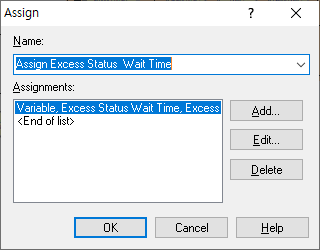 Assign
Name:
Assign Excess Status  Wait Time
Assignments:
Variable, Excess Status Wait Time, Excess
<End of list>
Add...
Edit...
Delete
OK
Cancel
Help